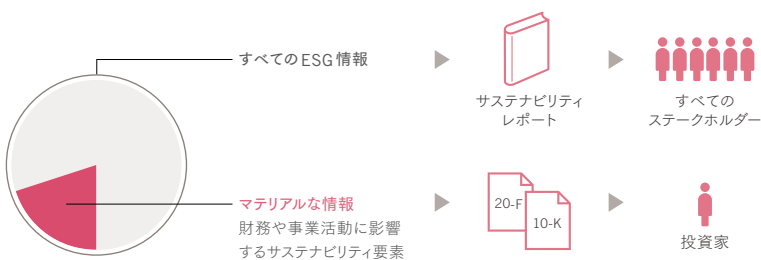 すべてのESG情報
サステナビリティ
レポート
すべての
ステークホルダー
マテリアルな情報
財務や事業活動に影響
するサステナビリティ要素
20-F
10-K
投資家